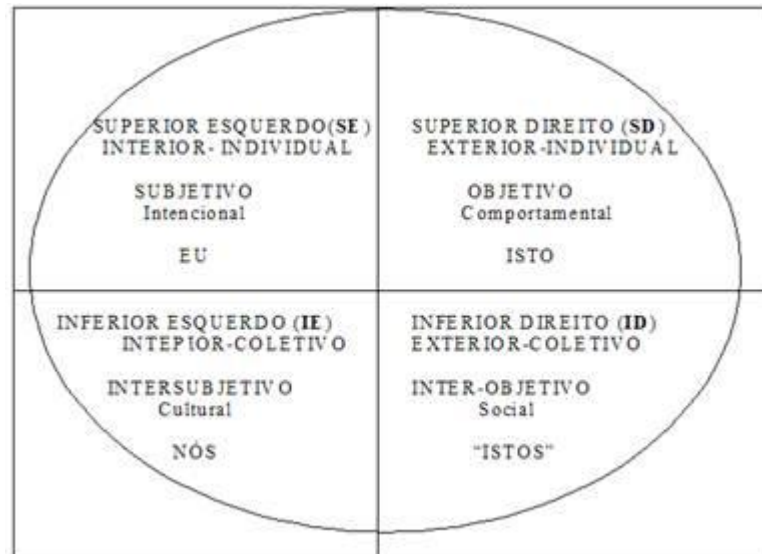 SUPERIOR ESQUERDO(SE)
INTERIOR- INDIVIDUAL
SUBJETIVO
Intencional
EU
SUPERIOR DIREITO (SD)
EXTERIOR-INDIVIDUAL
OBJETIVO
Comportamental
ISTO
INFERIOR ESQUERDO (IE)
INTEPIOR-COLETIVO
INTERSUBJETIVO
Cultural
NÓS
INFERIOR DIREITO (ID)
EXTERIOR-COLETIVO
INTER-OBJETIVO
Social
“ISTOS”